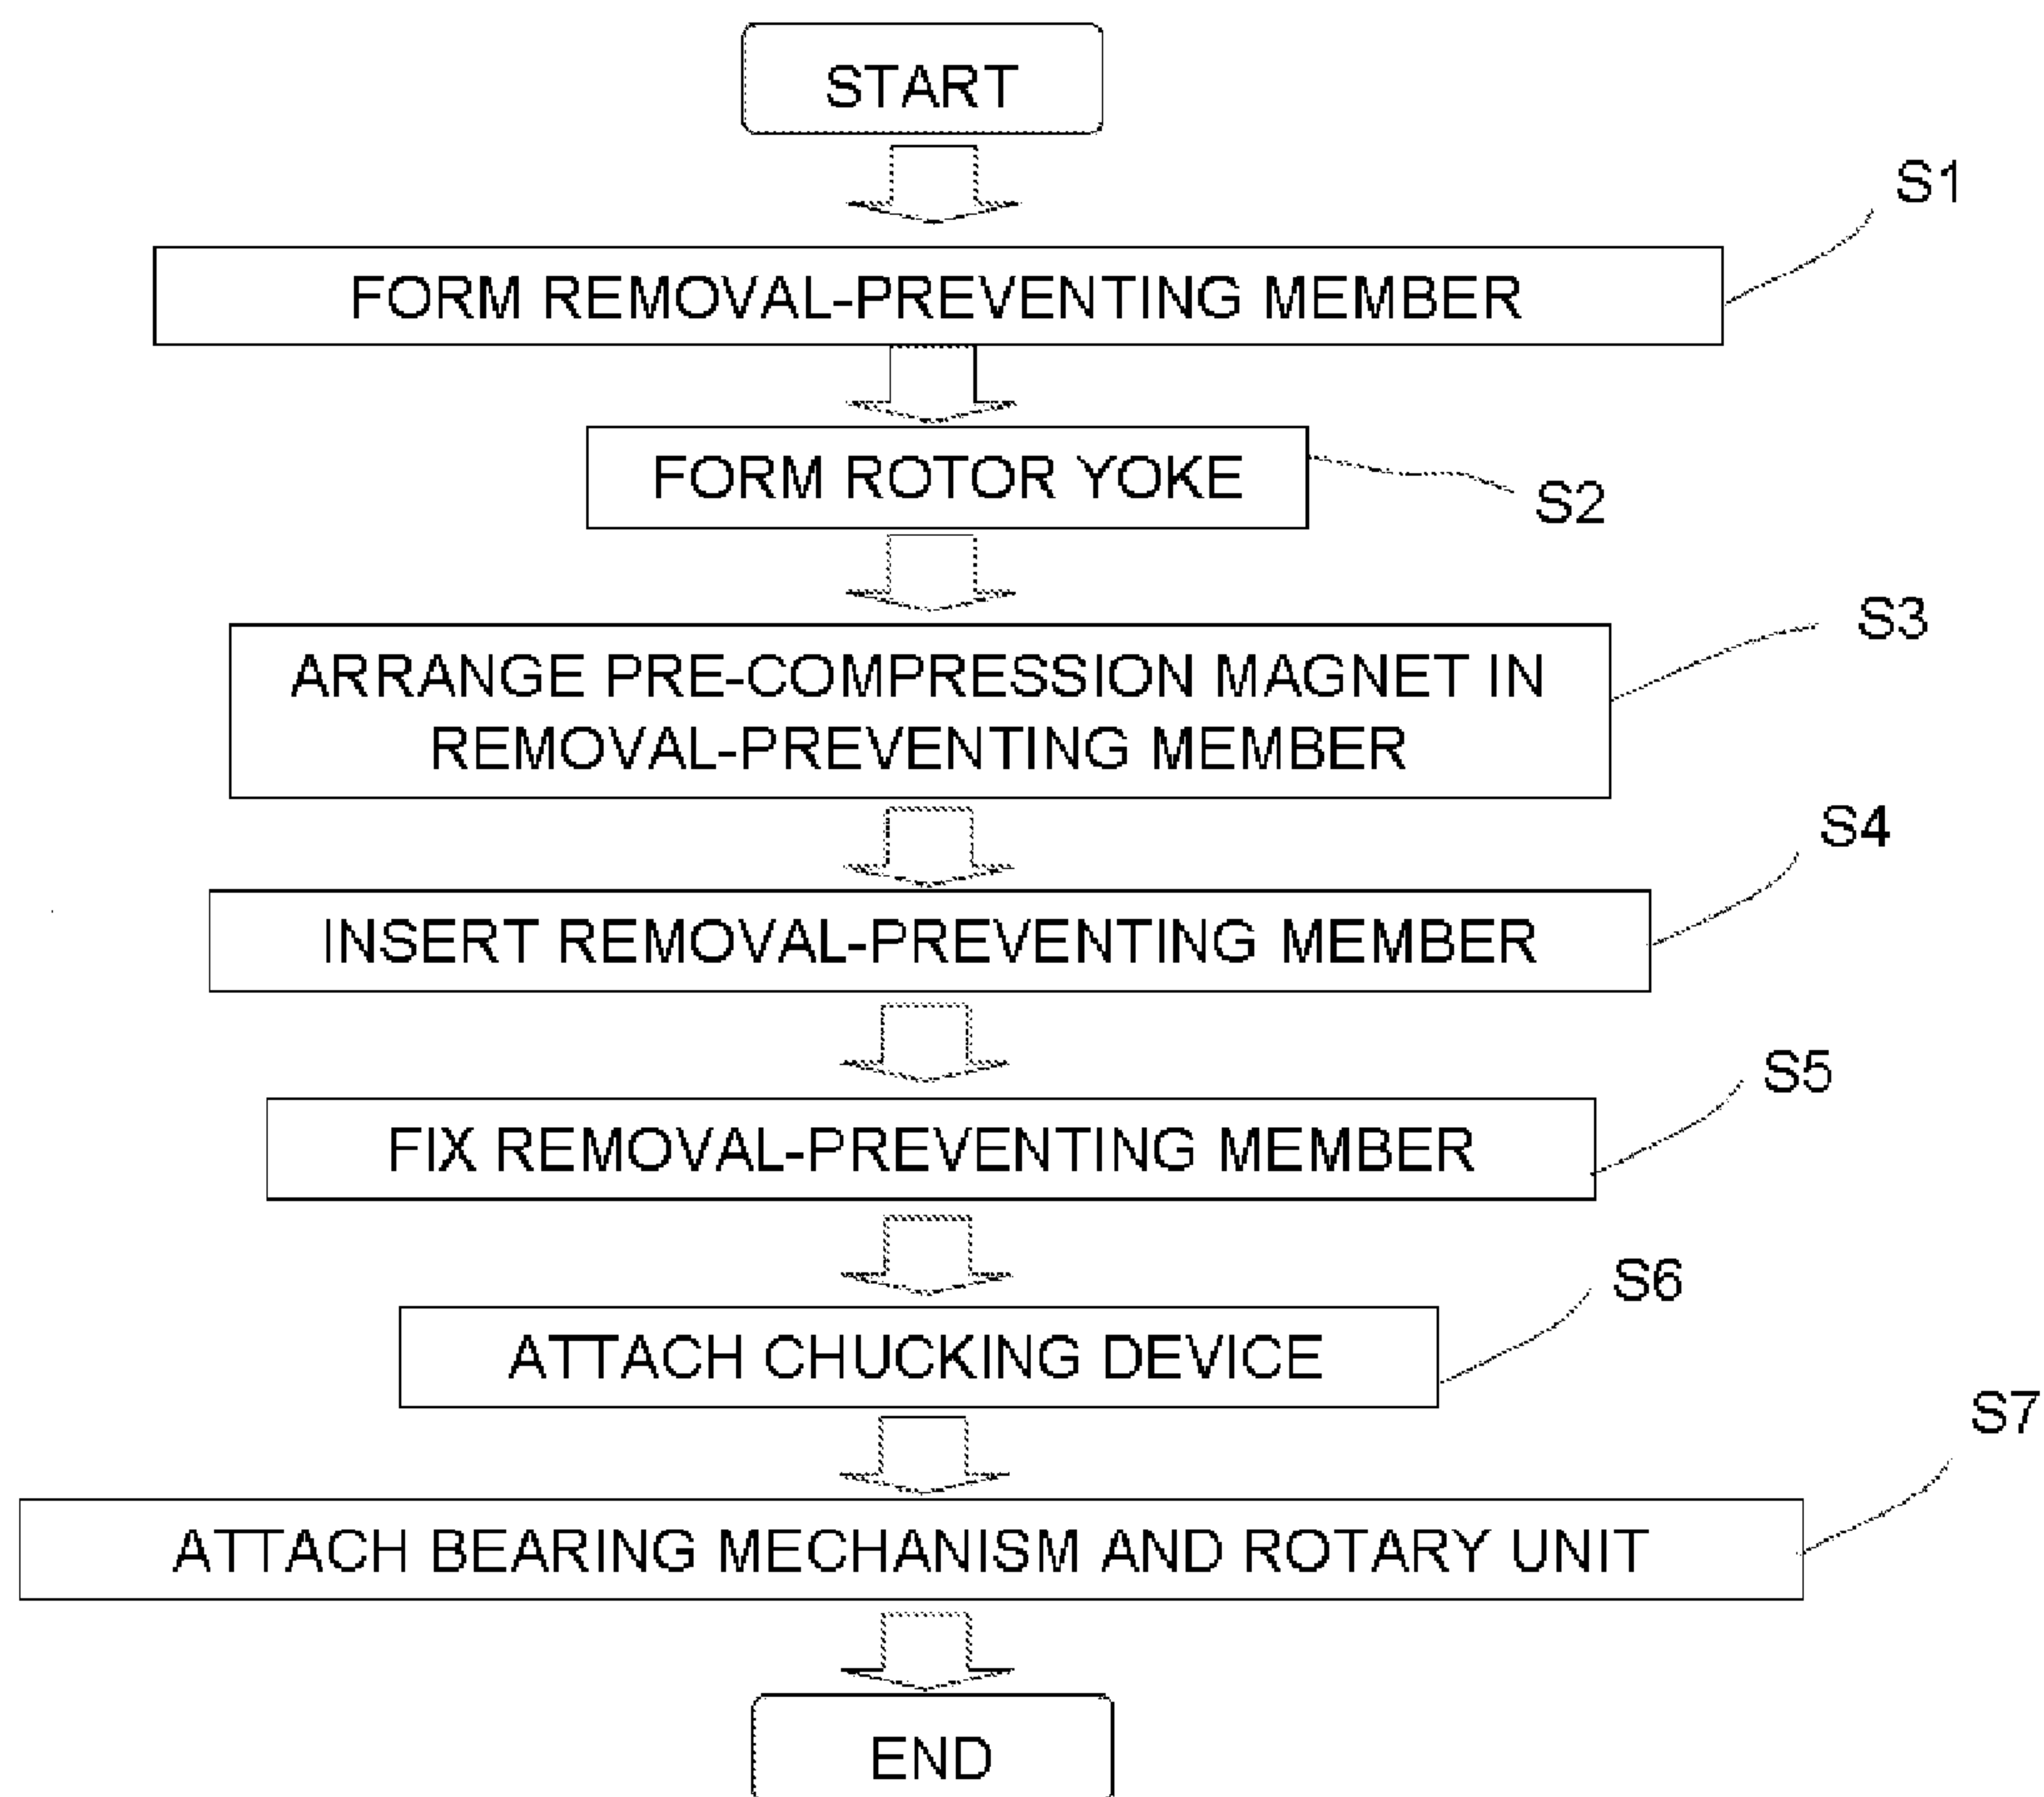 START
S1
FORM REMOVAL-PREVENTING MEMBER
FORM ROTOR YOKE
S2
S3
ARRANGE PRE-COMPRESSION MAGNET IN
REMOVAL-PREVENTING MEMBER
S4
INSERT REMOVAL-PREVENTING MEMBER
S5
FIX REMOVAL-PREVENTING MEMBER
S6
ATTACH CHUCKING DEVICE
S7
ATTACH BEARING MECHANISM AND ROTARY UNIT
END